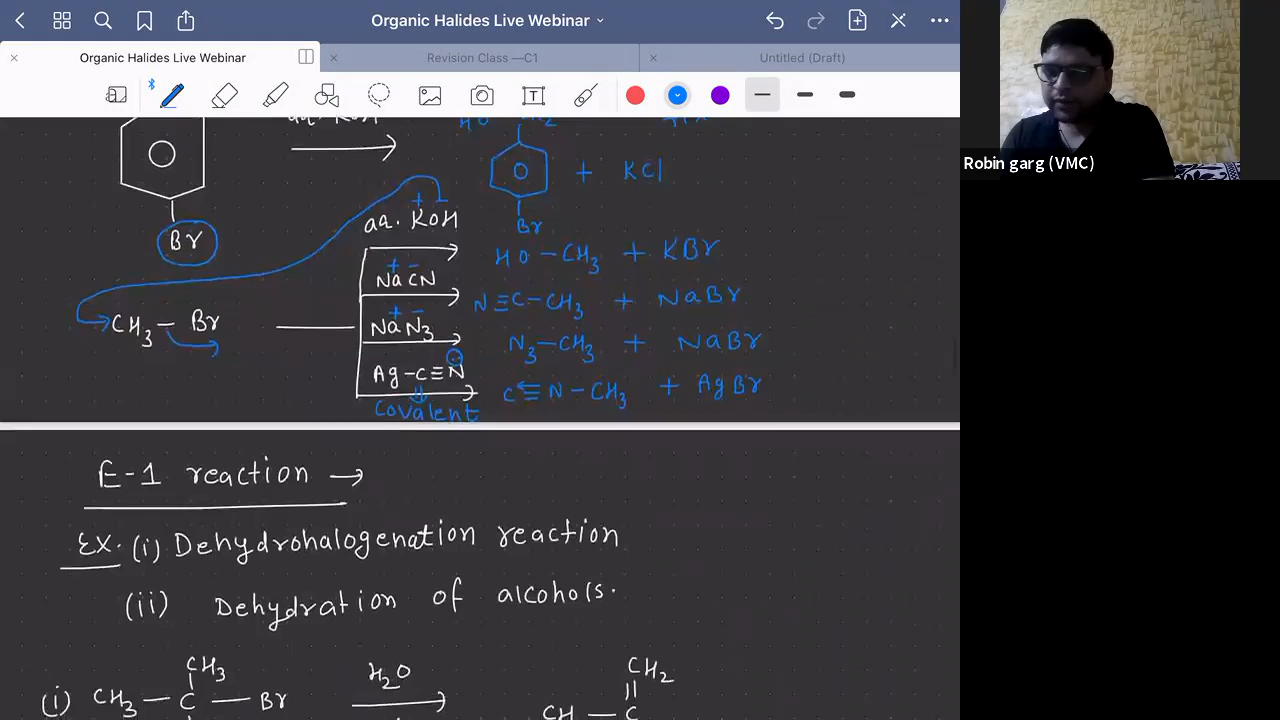 Organic Halides Live Webinar
Organic Halides Live Webinar
Revision Class —C1
Untitled (Draft)
T
Robin garg (VMC)
+ KCl
Br
Br
+ -
aq. KOH
HO - CH3 + KBr
+ -
NaCN
N≡C-CH3 + NaBr
CH3 - Br
+ -
NaN3
N3-CH3 + NaBr
Ag-C≡N
C≡N-CH3 + AgBr
Covalent
E-1 reaction →
Ex. (i) Dehydrohalogenation reaction
(ii) Dehydration of alcohols.
CH3
H2O
CH2
(i) CH3 - C - Br
CH - C